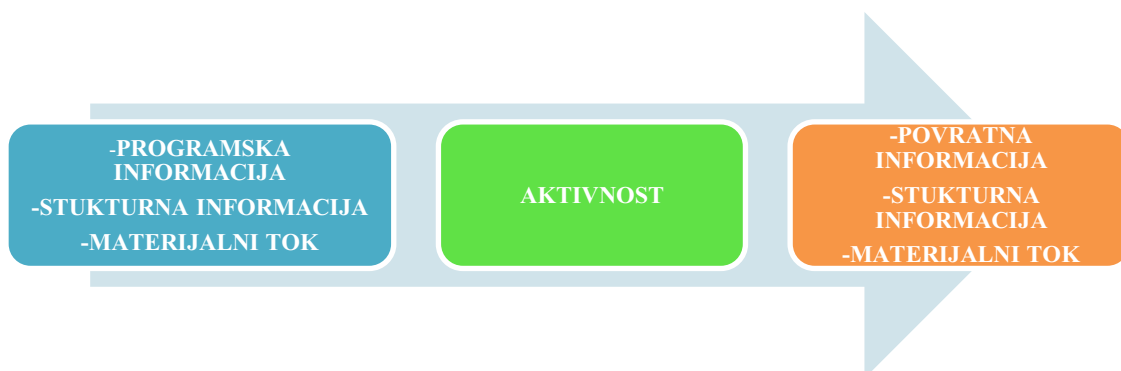 -PROGRAMSKA
INFORMACIJA
-STUKTURNA INFORMACIJA
-MATERIJALNI TOK
AKTIVNOST
-POVRATNA
INFORMACIJA
-STUKTURNA
INFORMACIJA
-MATERIJALNI TOK